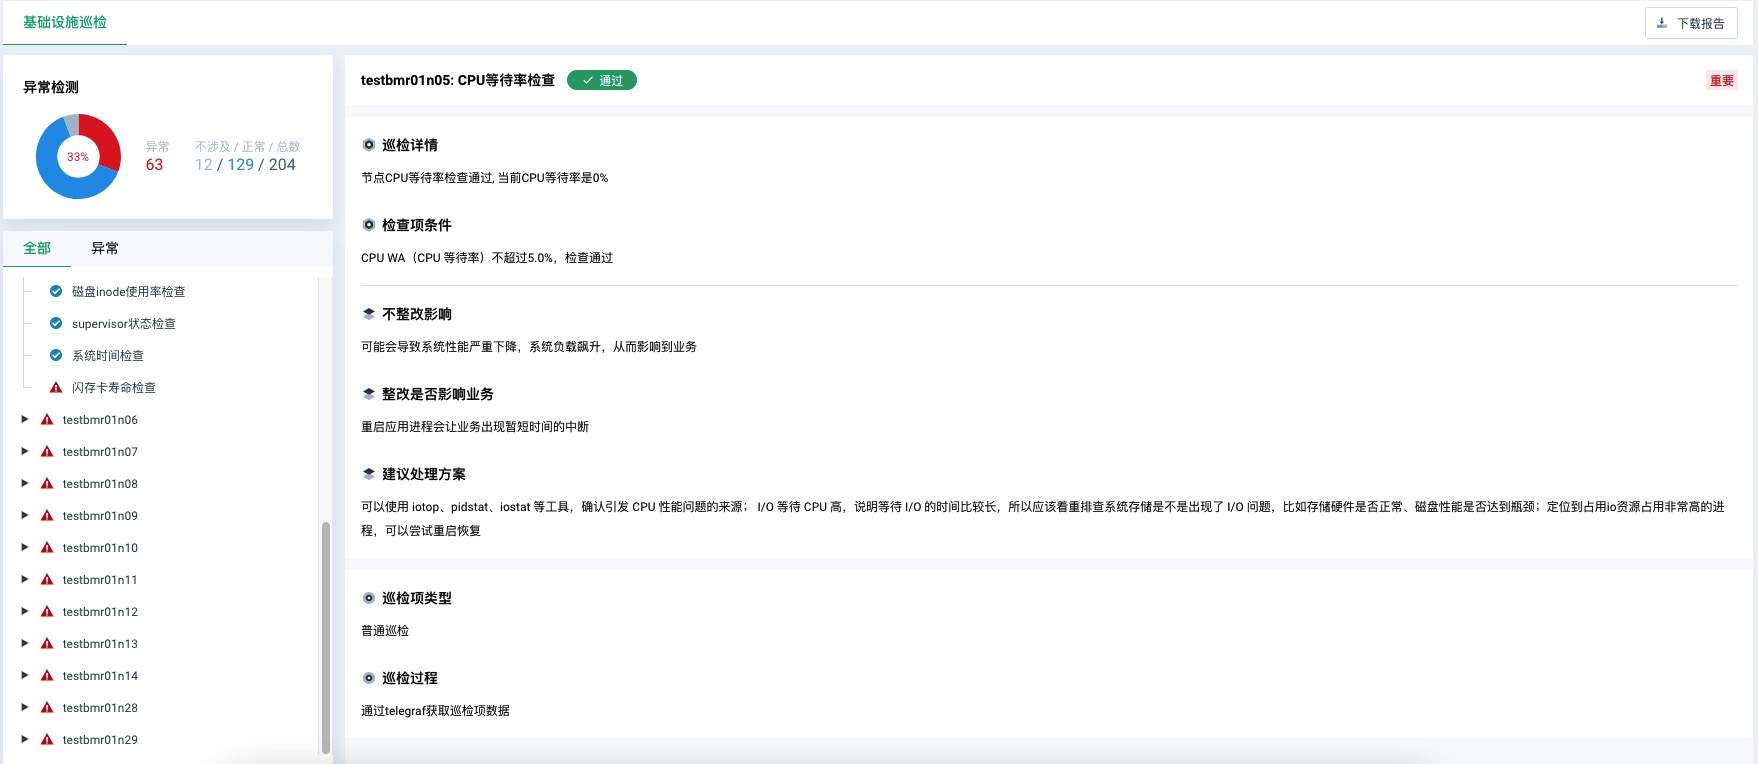 基础设施巡检
下载报告
异常检测
33%
异常
63
不涉及 / 正常 / 总数
12 / 129 / 204
全部
异常
磁盘inode使用率检查
supervisor状态检查
系统时间检查
闪存卡寿命检查
testbmr01n06
testbmr01n07
testbmr01n08
testbmr01n09
testbmr01n10
testbmr01n11
testbmr01n12
testbmr01n13
testbmr01n14
testbmr01n28
testbmr01n29
testbmr01n05: CPU等待率检查
通过
重要
巡检详情
节点CPU等待率检查通过, 当前CPU等待率是0%
检查项条件
CPU WA（CPU 等待率）不超过5.0%，检查通过
不整改影响
可能会导致系统性能严重下降，系统负载飙升，从而影响到业务
整改是否影响业务
重启应用进程会让业务出现暂短时间的中断
建议处理方案
可以使用 iotop、pidstat、iostat 等工具，确认引发 CPU 性能问题的来源； I/O 等待 CPU 高，说明等待 I/O 的时间比较长，所以应该着重排查系统存储是不是出现了 I/O 问题，比如存储硬件是否正常、磁盘性能是否达到瓶颈；定位到占用io资源占用非常高的进
程，可以尝试重启恢复
巡检项类型
普通巡检
巡检过程
通过telegraf获取巡检项数据